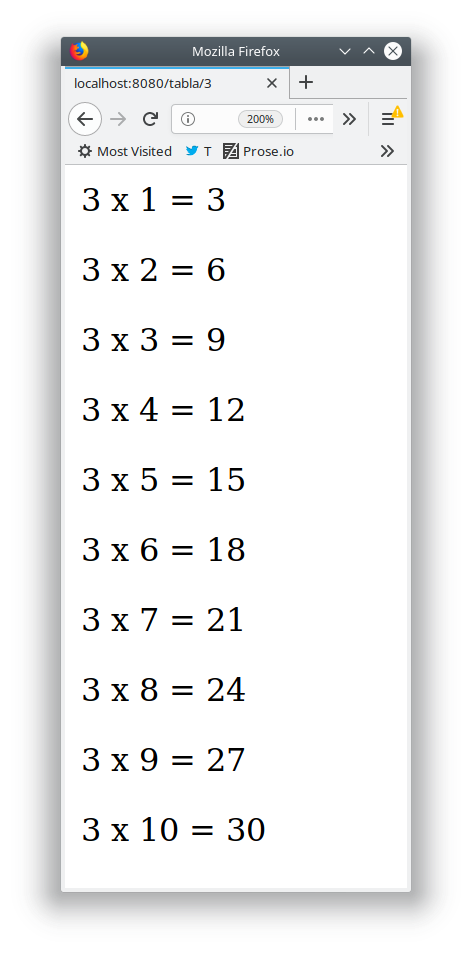 Mozilla Firefox
localhost:8080/tabla/3
200%
Most Visited T Prose.io
3 x 1 = 3
3 x 2 = 6
3 x 3 = 9
3 x 4 = 12
3 x 5 = 15
3 x 6 = 18
3 x 7 = 21
3 x 8 = 24
3 x 9 = 27
3 x 10 = 30